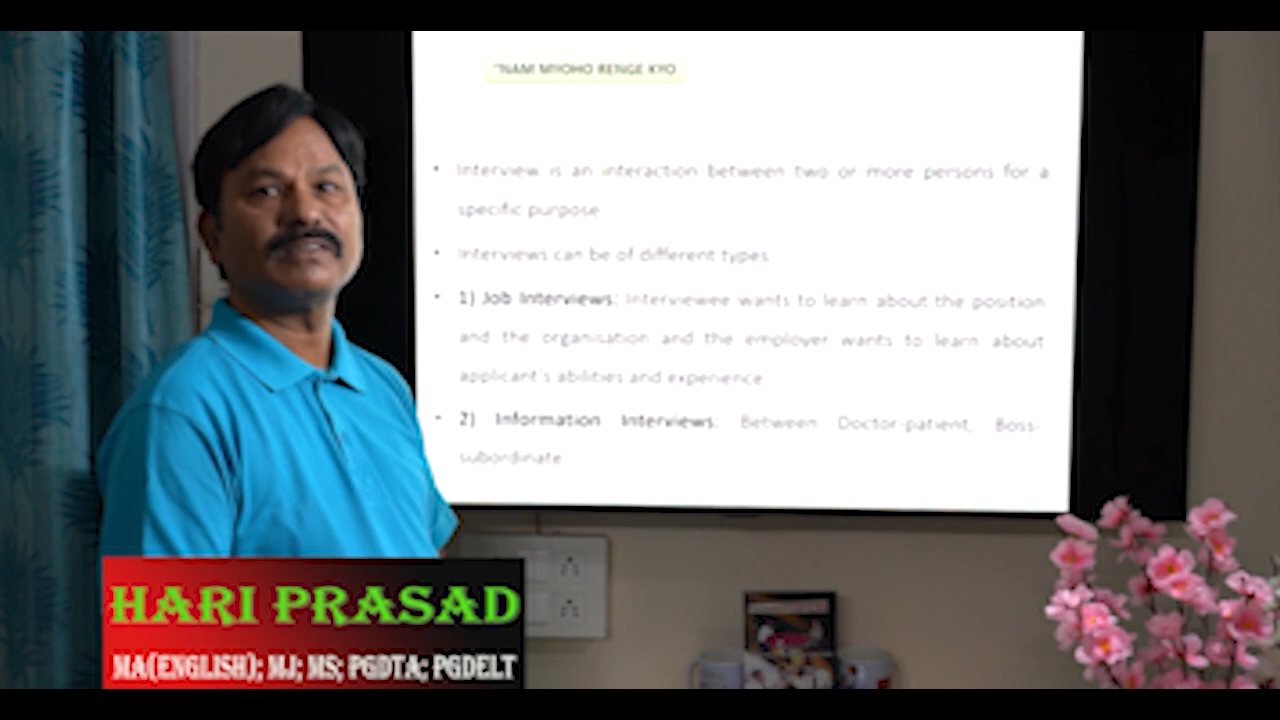 "NAM MYOHO RENGE KYO
• Interview is an interaction between two or more persons for a
specific purpose
• Interviews can be of different types
• 1) Job Interviews: Interviewee wants to learn about the position
and the organisation and the employer wants to learn about
applicant's abilities and experience
• 2) Information Interviews: Between Doctor-patient, Boss-
subordinate
HARI PRASAD
MA(ENGLISH); MJ; MS; PGDTA; PGDELT